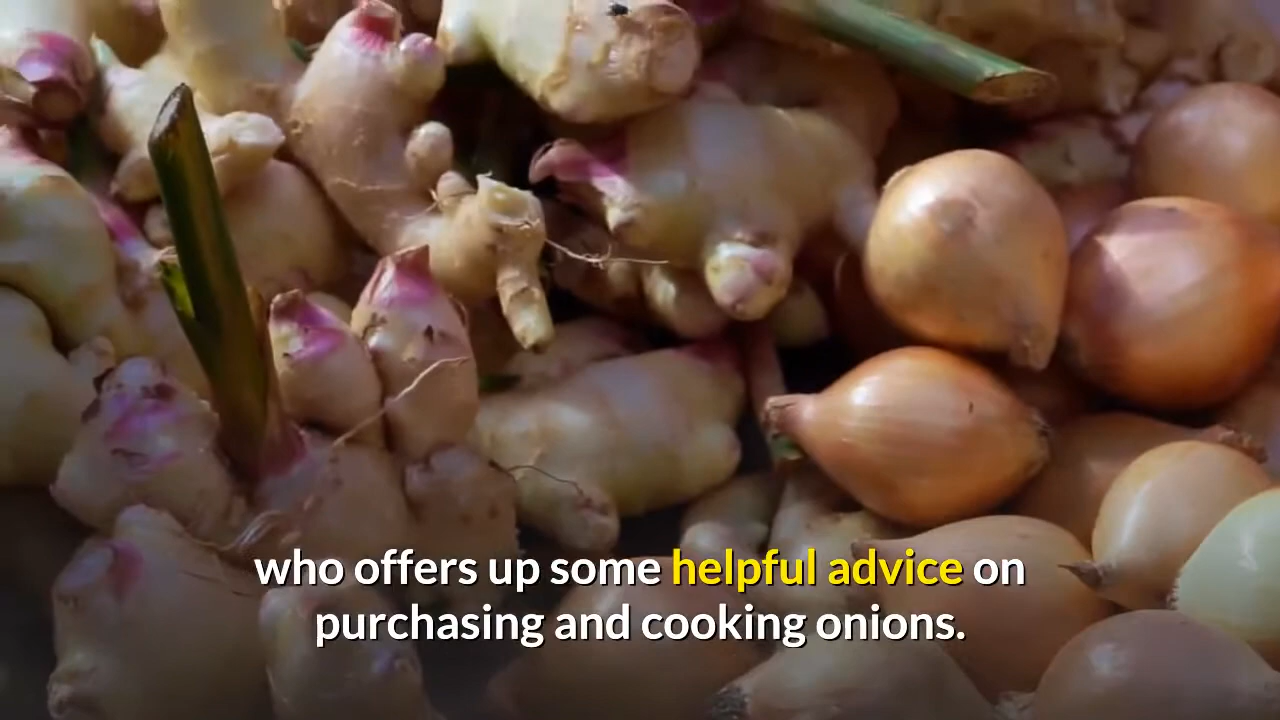 who offers up some helpful advice on
purchasing and cooking onions.